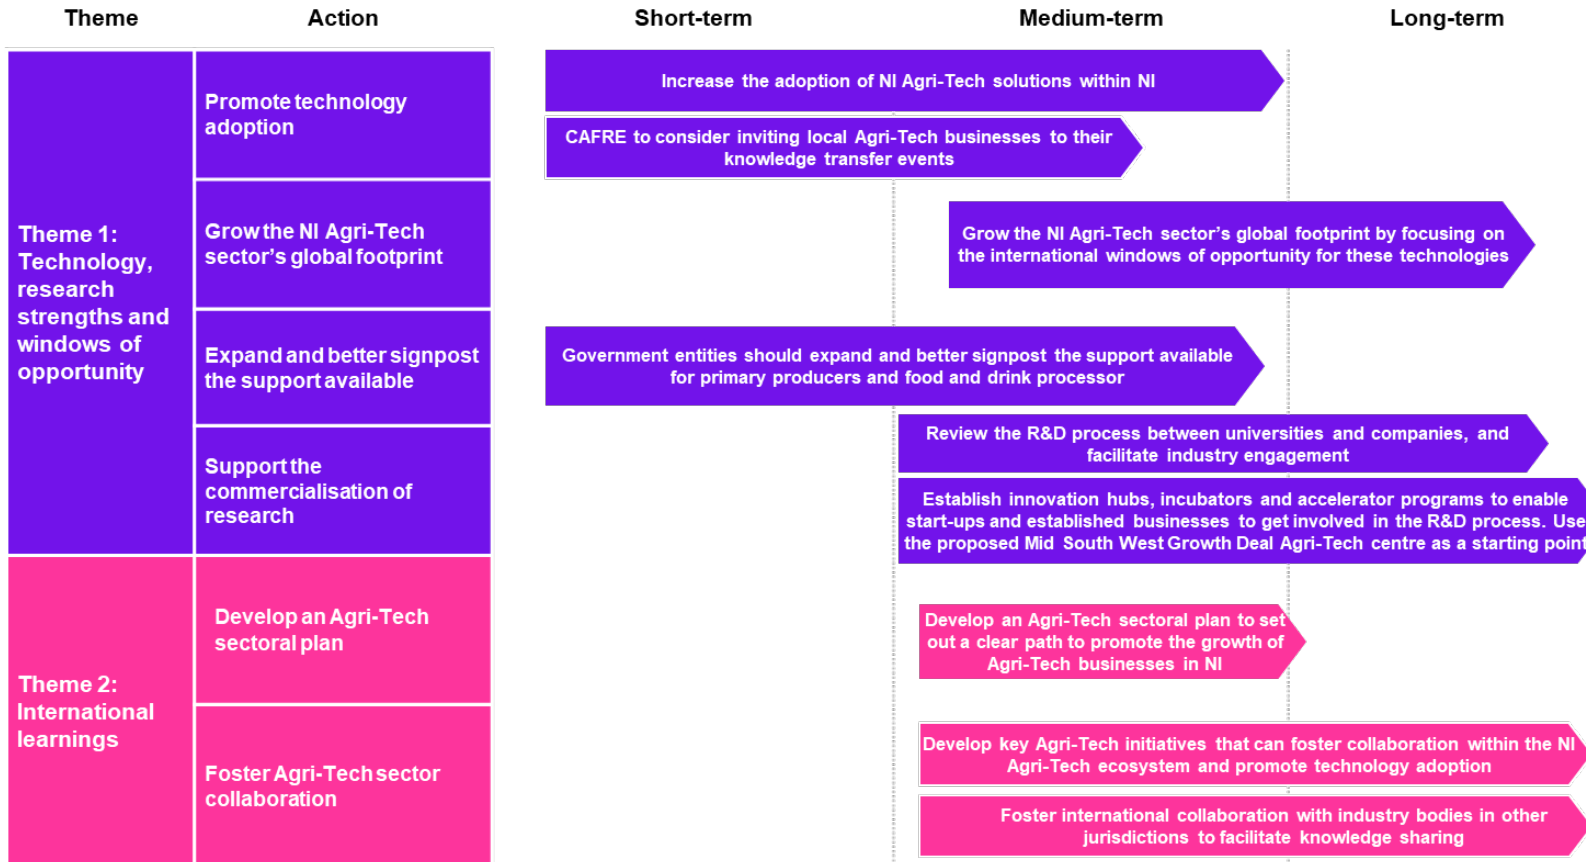 Theme
Action
Short-term
Medium-term
Long-term
Theme 1:
Technology,
research
strengths and
windows of
opportunity
Promote technology
adoption
Increase the adoption of NI Agri-Tech solutions within NI
CAFRE to consider inviting local Agri-Tech businesses to their
knowledge transfer events
Grow the NI Agri-Tech
sector's global footprint
Grow the NI Agri-Tech sector's global footprint by focusing on
the international windows of opportunity for these technologies
Expand and better signpost
the support available
Government entities should expand and better signpost the support available
for primary producers and food and drink processor
Support the
commercialisation of
research
Review the R&D process between universities and companies, and
facilitate industry engagement
Establish innovation hubs, incubators and accelerator programs to enable
start-ups and established businesses to get involved in the R&D process. Use
the proposed Mid South West Growth Deal Agri-Tech centre as a starting point
Theme 2:
International
learnings
Develop an Agri-Tech
sectoral plan
Develop an Agri-Tech sectoral plan to set
out a clear path to promote the growth of
Agri-Tech businesses in NI
Foster Agri-Tech sector
collaboration
Develop key Agri-Tech initiatives that can foster collaboration within the NI
Agri-Tech ecosystem and promote technology adoption
Foster international collaboration with industry bodies in other
jurisdictions to facilitate knowledge sharing